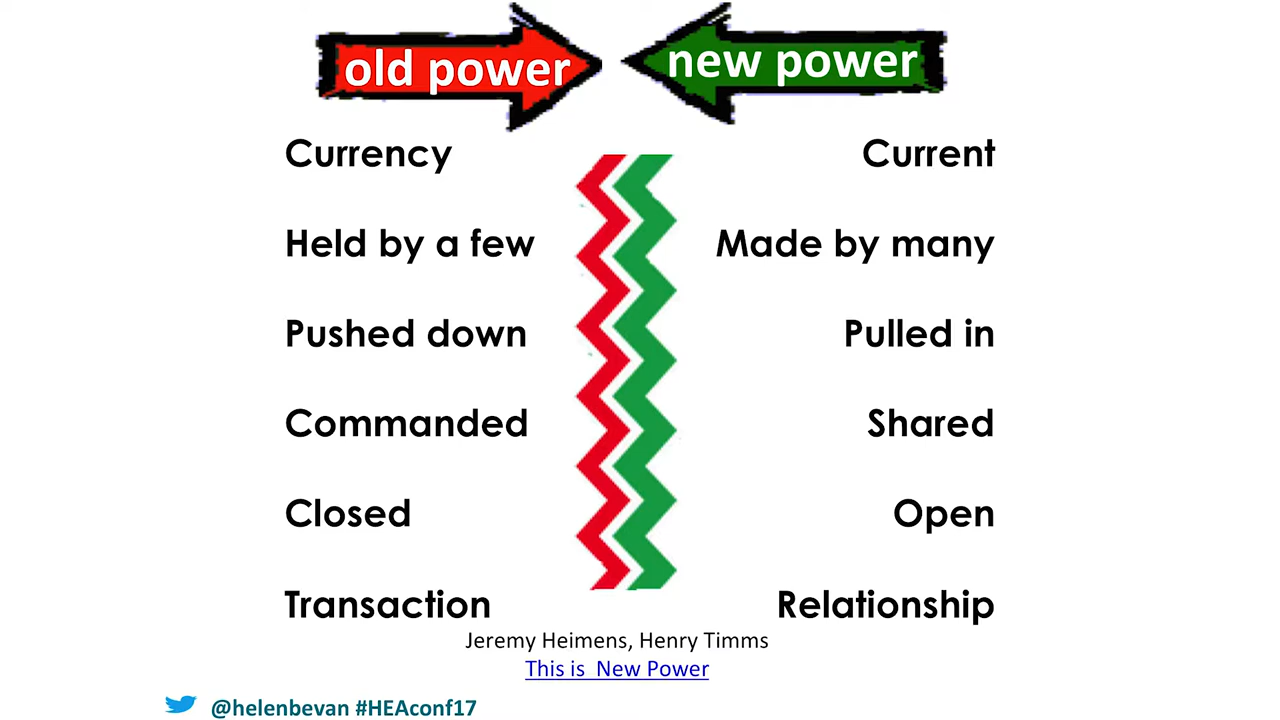 old power new power
Currency Current
Held by a few Made by many
Pushed down Pulled in
Commanded Shared
Closed Open
Transaction Relationship
Jeremy Heimens, Henry Timms
This is  New Power
@helenbevan #HEAconf17